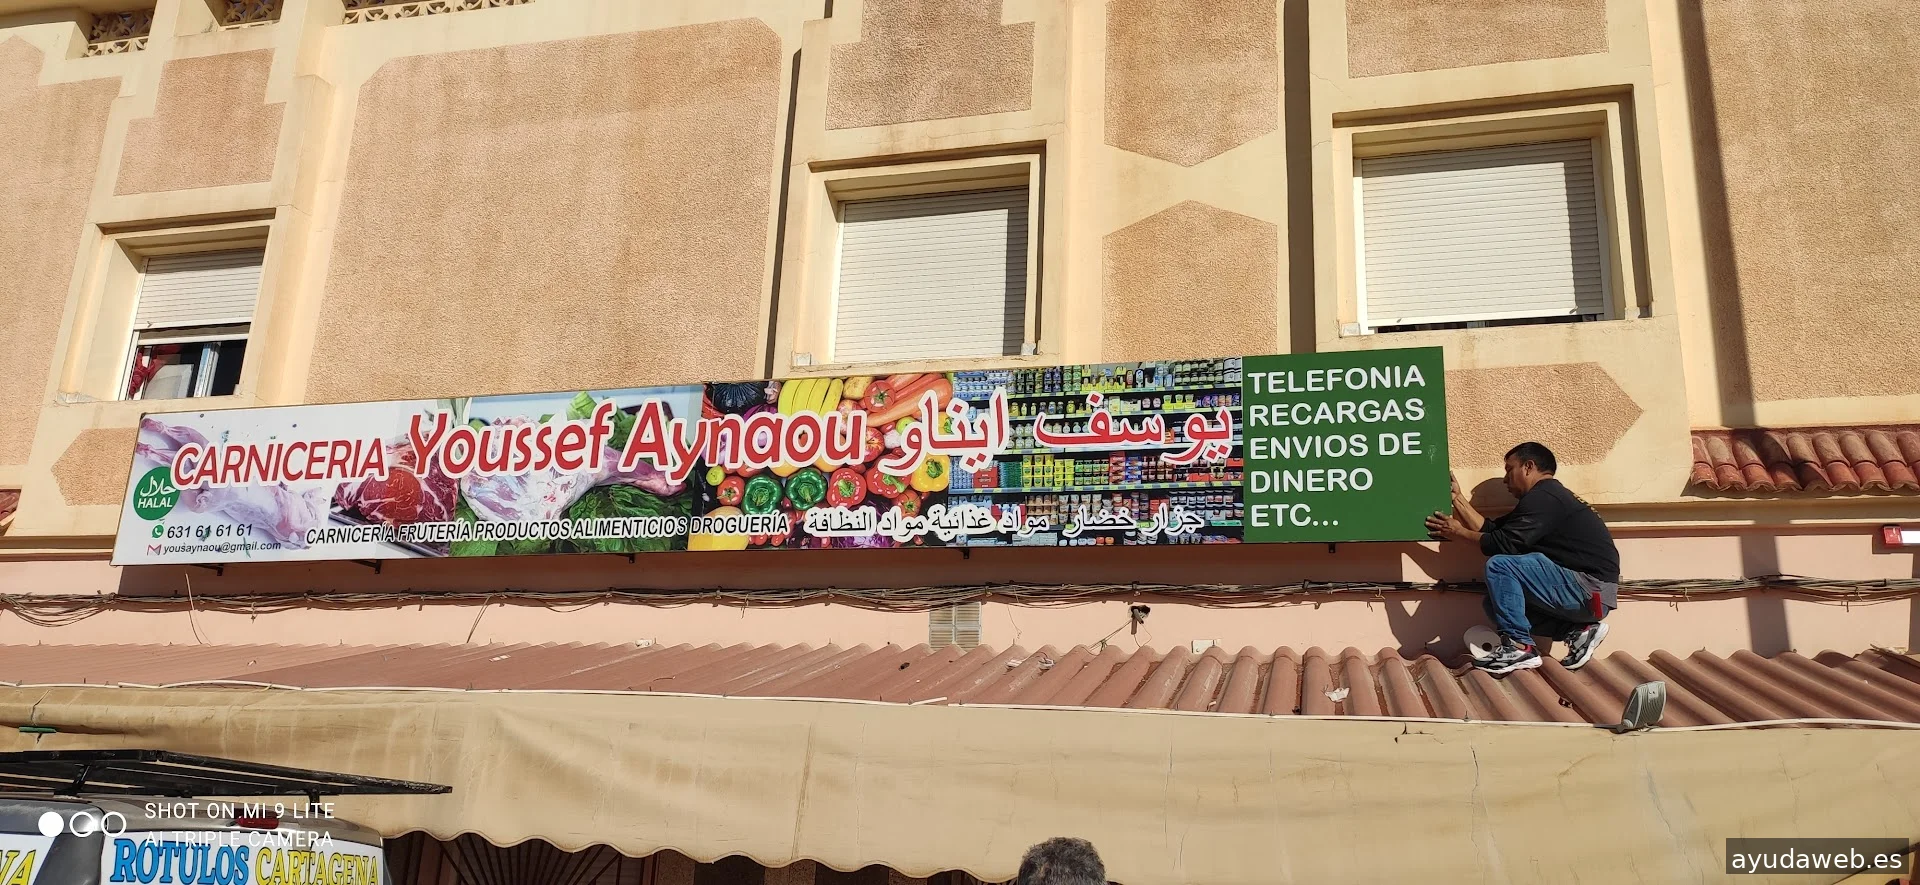 CARNICERIA Youssef Aynaou يوسف ايناو
حلال
HALAL
631 61 61 61
yousaynaou@gmail.com
CARNICERÍA FRUTERÍA PRODUCTOS ALIMENTICIOS DROGUERÍA
جزار خضار مواد غذائية مواد النظافة
TELEFONIA
RECARGAS
ENVIOS DE
DINERO
ETC...
SHOT ON MI 9 LITE
AI TRIPLE CAMERA
ROTULOS CARTAGENA
ayudaweb.es